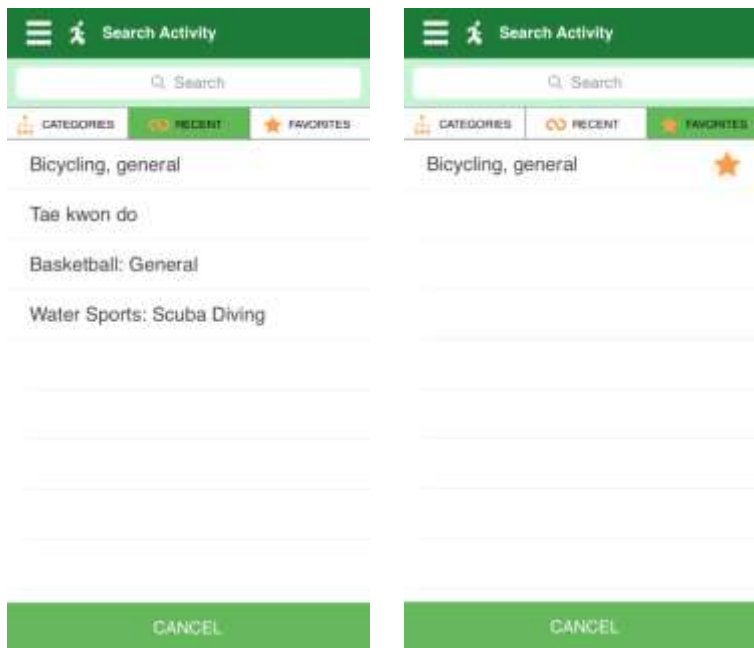 Search Activity
Search
CATEGORIES RECENT FAVORITES
Bicycling, general
Tae kwon do
Basketball: General
Water Sports: Scuba Diving
CANCEL
Search Activity
Search
CATEGORIES RECENT FAVORITES
Bicycling, general
CANCEL